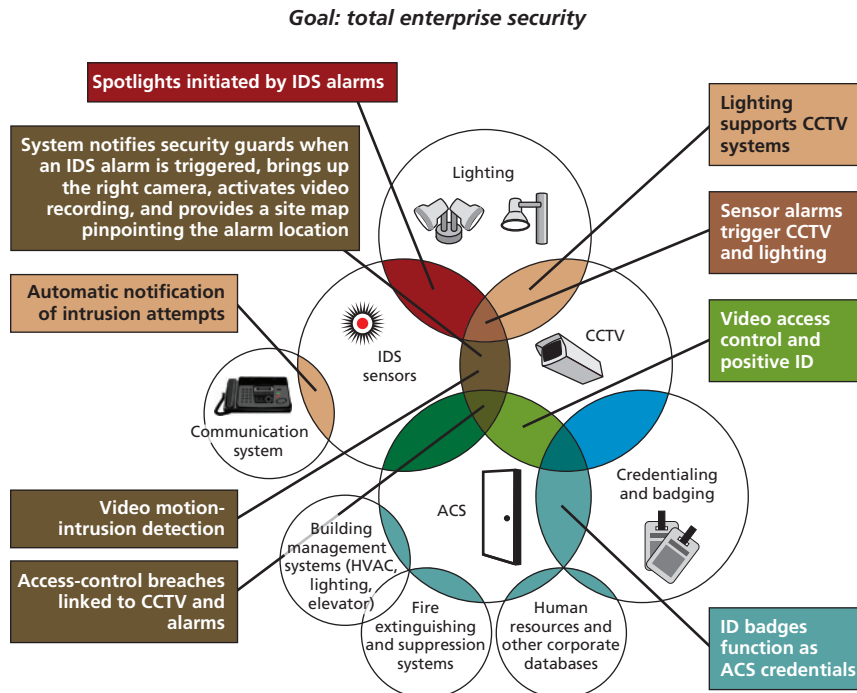 Goal: total enterprise security
Spotlights initiated by IDS alarms
System notifies security guards when
an IDS alarm is triggered, brings up
the right camera, activates video
recording, and provides a site map
pinpointing the alarm location
Automatic notification
of intrusion attempts
Lighting
Lighting
supports CCTV
systems
Sensor alarms
trigger CCTV
and lighting
Video access
control and
positive ID
IDS
sensors
CCTV
Communication
system
ACS
Credentialing
and badging
Video motion-
intrusion detection
Access-control breaches
linked to CCTV and
alarms
Building
management
systems (HVAC,
lighting,
elevator)
Fire
extinguishing
and suppression
systems
Human
resources and
other corporate
databases
ID badges
function as
ACS credentials